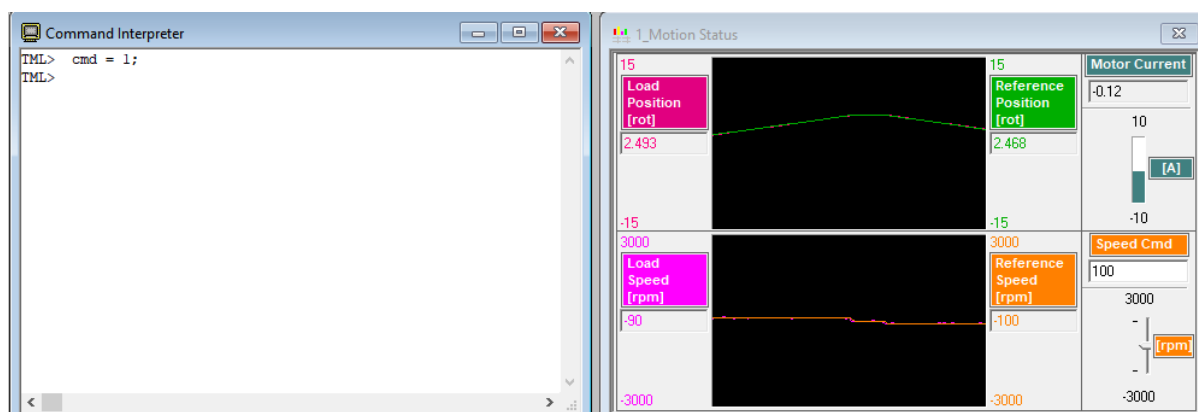 Command Interpreter
TML>  cmd = 1;
TML>
1_Motion Status
15
Load
Position
[rot]
2.493
-15
15
Reference
Position
[rot]
2.468
-15
Motor Current
-0.12
10
[A]
-10
3000
Load
Speed
[rpm]
-90
-3000
3000
Reference
Speed
[rpm]
-100
-3000
Speed Cmd
100
3000
[rpm]
-3000